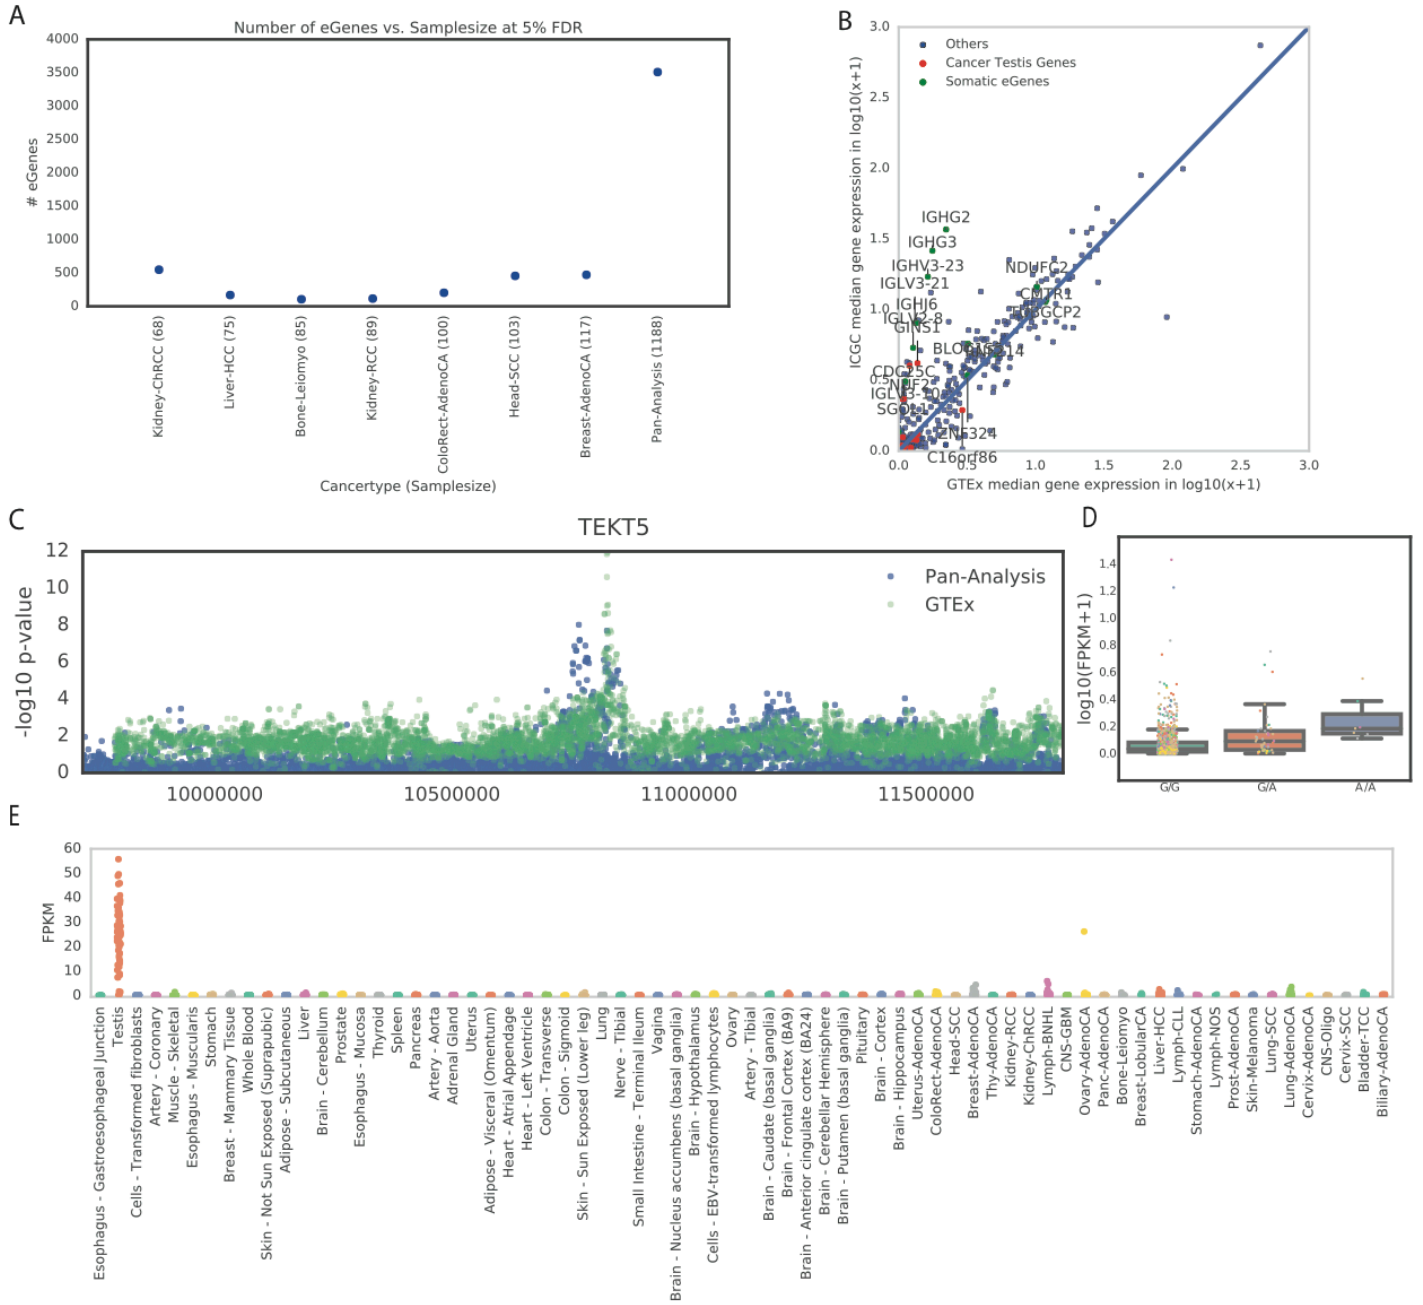 A
Number of eGenes vs. Samplesize at 5% FDR
4000
3500
3000
2500
2000
1500
1000
500
0
# eGenes
Kidney-ChRCC (68)
Liver-HCC (75)
Bone-Leiomyo (85)
Kidney-RCC (89)
ColoRect-AdenoCA (100)
Head-SCC (103)
Breast-AdenoCA (117)
Pan-Analysis (1188)
Cancertype (Samplesize)
B
3.0
2.5
2.0
1.5
1.0
0.5
0.0
ICGC median gene expression in log10(x+1)
Others
Cancer Testis Genes
Somatic eGenes
IGHG2
IGHG3
IGHV3-23
IGLV3-21
IGHJ6
IGLV2-8
GINS1
NDUFC2
CMTR1
TUBGCP2
CDC25C
NUF2
IGLV3-10
SGOL1
ZNF324
C16orf86
0.0 0.5 1.0 1.5 2.0 2.5 3.0
GTEx median gene expression in log10(x+1)
C
TEKT5
12
10
8
6
4
2
0
-log10 p-value
Pan-Analysis
GTEx
10000000 10500000 11000000 11500000
D
1.4
1.2
1.0
0.8
0.6
0.4
0.2
0.0
log10(FPKM+1)
G/G G/A A/A
E
60
50
40
30
20
10
0
FPKM
Esophagus - Gastroesophageal Junction
Testis
Cells - Transformed fibroblasts
Artery - Coronary
Muscle - Skeletal
Esophagus - Muscularis
Stomach
Breast - Mammary Tissue
Whole Blood
Skin - Not Sun Exposed (Suprapubic)
Adipose - Subcutaneous
Liver
Brain - Cerebellum
Prostate
Esophagus - Mucosa
Thyroid
Spleen
Pancreas
Artery - Aorta
Adrenal Gland
Uterus
Adipose - Visceral (Omentum)
Heart - Atrial Appendage
Heart - Left Ventricle
Colon - Transverse
Colon - Sigmoid
Skin - Sun Exposed (Lower leg)
Lung
Nerve - Tibial
Small Intestine - Terminal Ileum
Vagina
Brain - Nucleus accumbens (basal ganglia)
Brain - Hypothalamus
Cells - EBV-transformed lymphocytes
Ovary
Artery - Tibial
Brain - Caudate (basal ganglia)
Brain - Frontal Cortex (BA9)
Brain - Anterior cingulate cortex (BA24)
Brain - Cerebellar Hemisphere
Brain - Putamen (basal ganglia)
Pituitary
Brain - Cortex
Brain - Hippocampus
Uterus-AdenoCA
ColoRect-AdenoCA
Head-SCC
Breast-AdenoCA
Thy-AdenoCA
Kidney-RCC
Kidney-ChRCC
Lymph-BNHL
CNS-GBM
Ovary-AdenoCA
Panc-AdenoCA
Bone-Leiomyo
Breast-LobularCA
Liver-HCC
Lymph-CLL
Stomach-AdenoCA
Lymph-NOS
Prost-AdenoCA
Skin-Melanoma
Lung-SCC
Lung-AdenoCA
Cervix-AdenoCA
CNS-Oligo
Cervix-SCC
Bladder-TCC
Biliary-AdenoCA